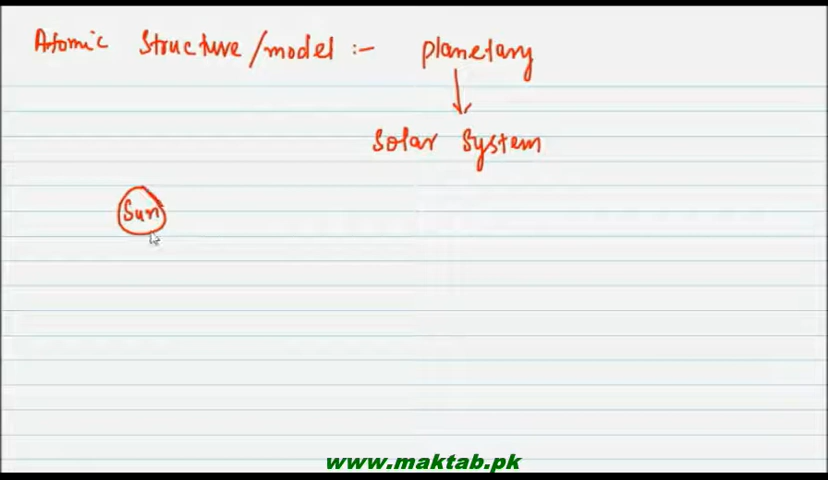 Atomic Structure/model :- planetary
Solar System
Sun
www.maktab.pk